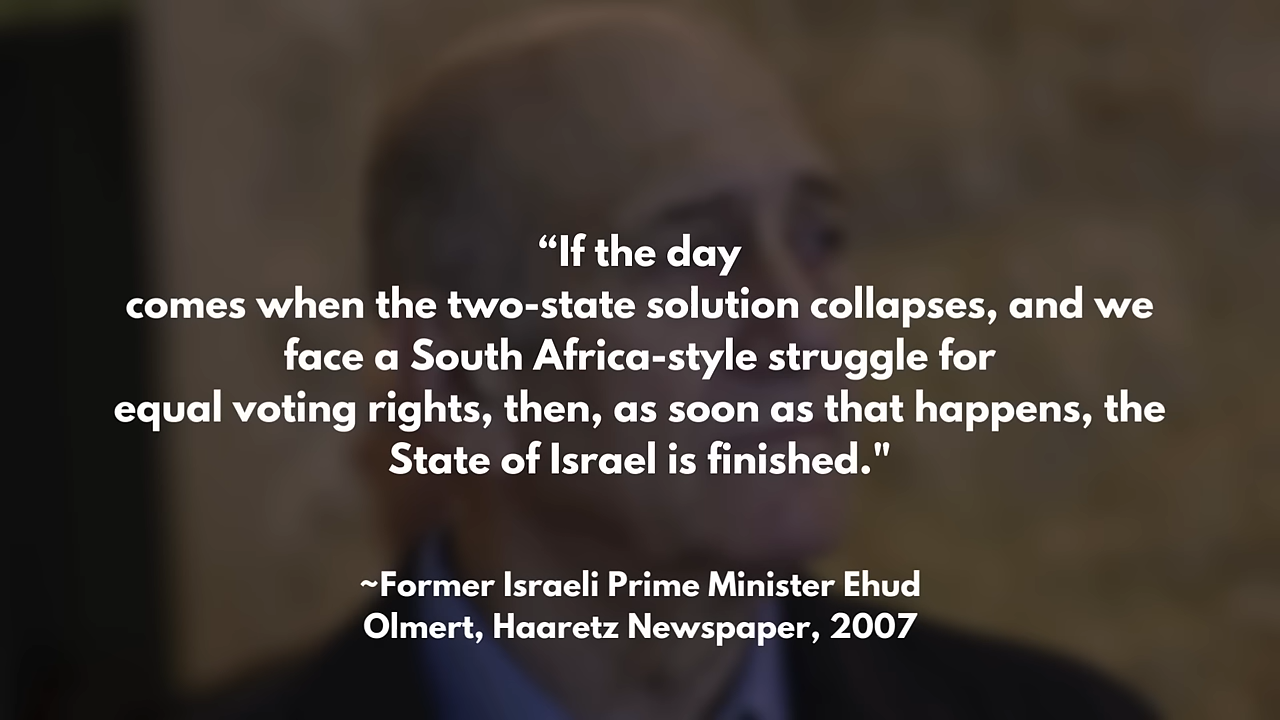 “If the day
comes when the two-state solution collapses, and we
face a South Africa-style struggle for
equal voting rights, then, as soon as that happens, the
State of Israel is finished."
~Former Israeli Prime Minister Ehud
Olmert, Haaretz Newspaper, 2007